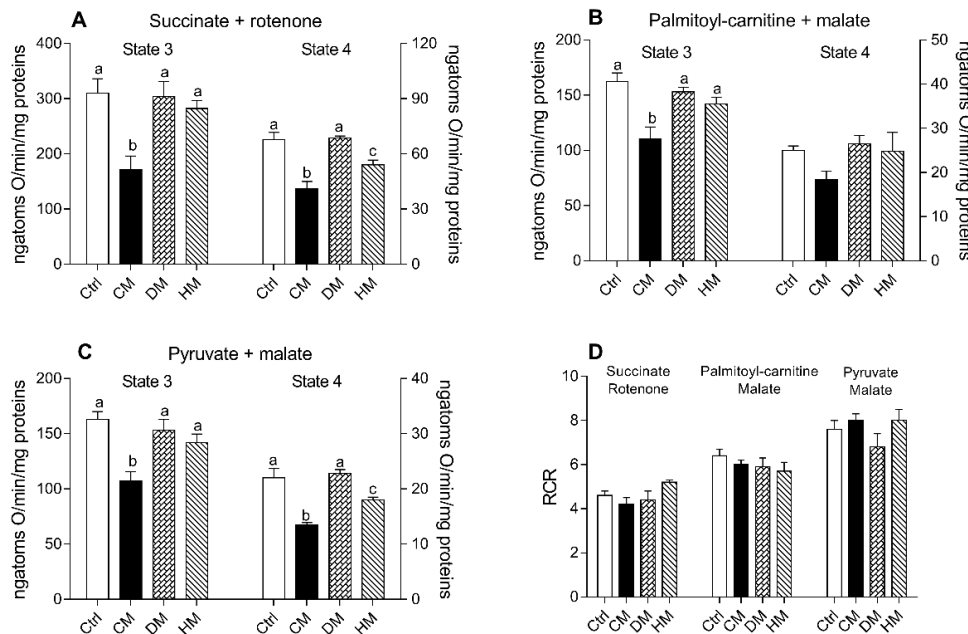 A
Succinate + rotenone
State 3
State 4
ngatoms O/min/mg proteins
400
300
200
100
0
120
90
60
30
0
ngatoms O/min/mg proteins
a
b
a
a
a
b
a
c
Ctrl
CM
DM
HM
Ctrl
CM
DM
HM
B
Palmitoyl-carnitine + malate
State 3
State 4
ngatoms O/min/mg proteins
200
150
100
50
0
50
40
30
20
10
0
ngatoms O/min/mg proteins
a
b
a
a
Ctrl
CM
DM
HM
Ctrl
CM
DM
HM
C
Pyruvate + malate
State 3
State 4
ngatoms O/min/mg proteins
200
150
100
50
0
40
30
20
10
0
ngatoms O/min/mg proteins
a
b
a
a
a
b
a
c
Ctrl
CM
DM
HM
Ctrl
CM
DM
HM
D
Succinate
Rotenone
Palmitoyl-carnitine
Malate
Pyruvate
Malate
RCR
10
8
6
4
2
0
Ctrl
CM
DM
HM
Ctrl
CM
DM
HM
Ctrl
CM
DM
HM